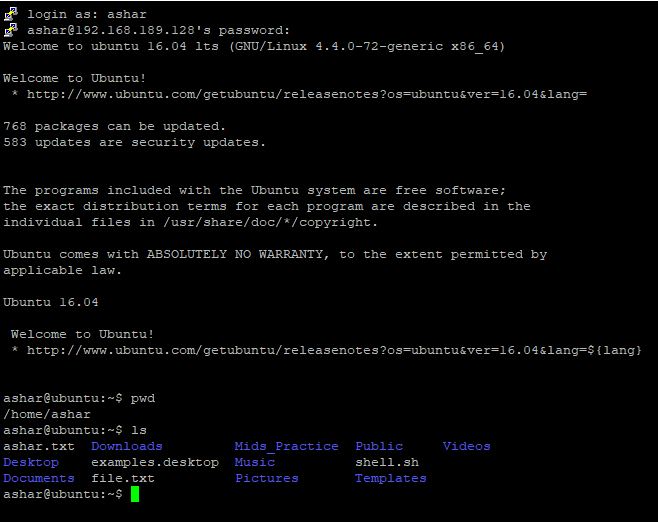 login as: ashar
ashar@192.168.189.128's password:
Welcome to ubuntu 16.04 lts (GNU/Linux 4.4.0-72-generic x86_64)
Welcome to Ubuntu!
* http://www.ubuntu.com/getubuntu/releasenotes?os=ubuntu&ver=16.04&lang=
768 packages can be updated.
583 updates are security updates.
The programs included with the Ubuntu system are free software;
the exact distribution terms for each program are described in the
individual files in /usr/share/doc/*/copyright.
Ubuntu comes with ABSOLUTELY NO WARRANTY, to the extent permitted by
applicable law.
Ubuntu 16.04
Welcome to Ubuntu!
* http://www.ubuntu.com/getubuntu/releasenotes?os=ubuntu&ver=16.04&lang=${lang}
ashar@ubuntu:~$ pwd
/home/ashar
ashar@ubuntu:~$ ls
ashar.txt Downloads Mids_Practice Public Videos
Desktop examples.desktop Music shell.sh
Documents file.txt Pictures Templates
ashar@ubuntu:~$